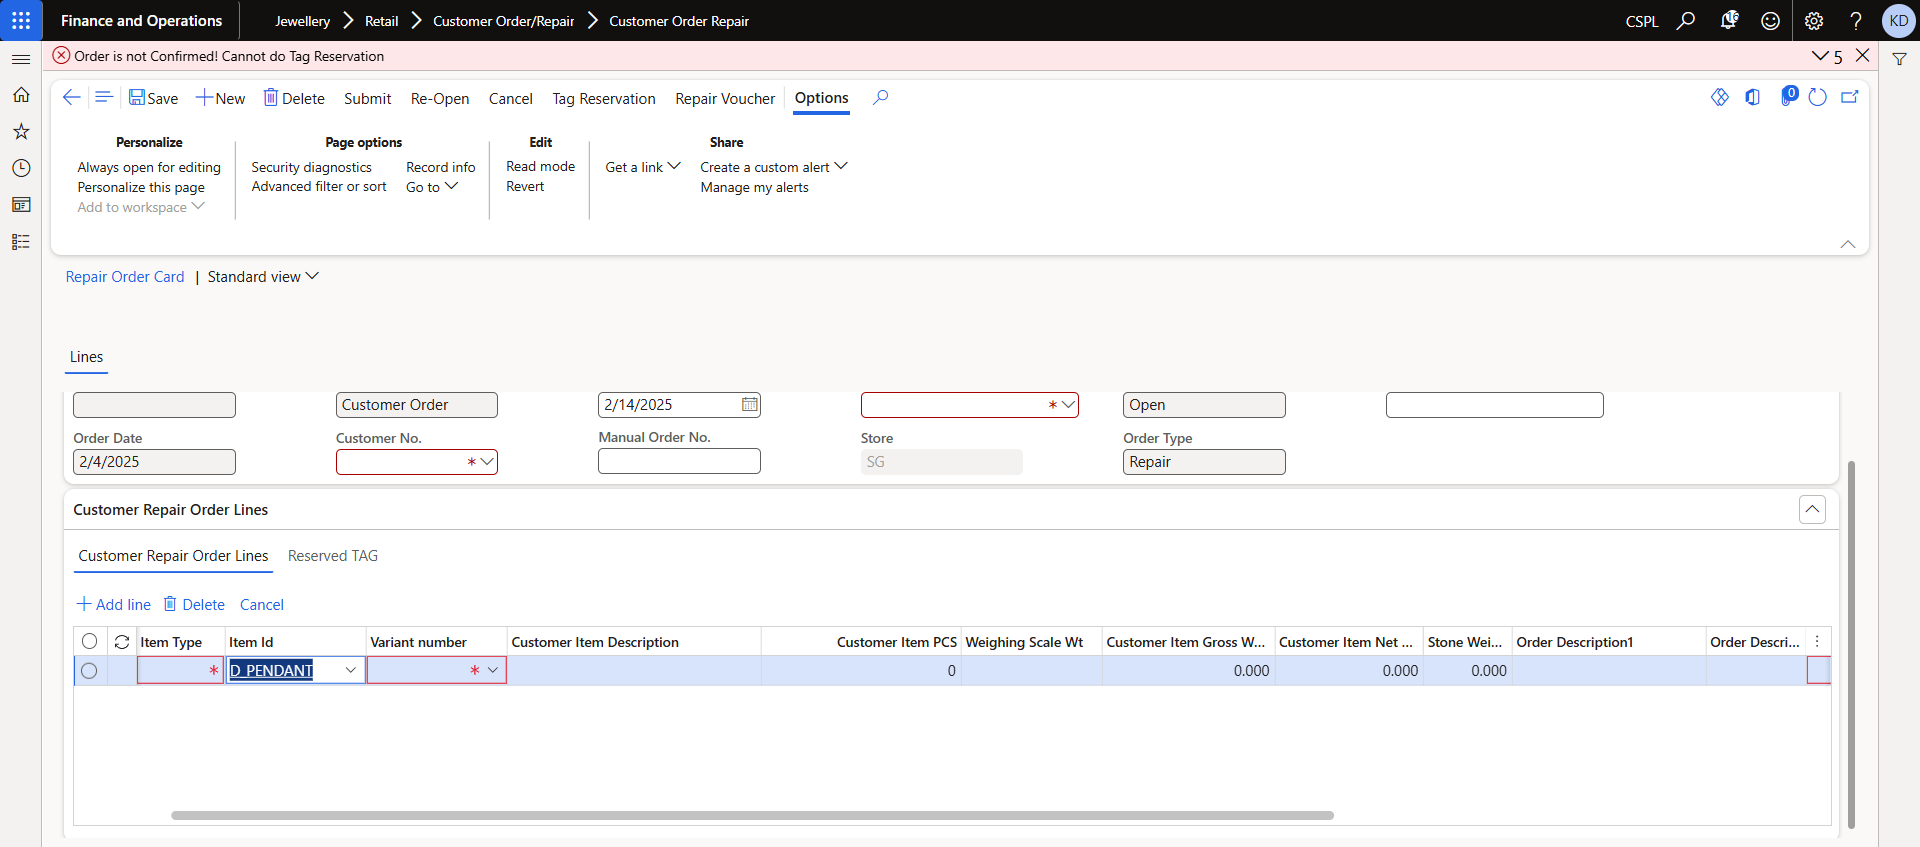 Finance and Operations
Jewellery
Retail
Customer Order/Repair
Customer Order Repair
CSPL
16
KD
Order is not Confirmed! Cannot do Tag Reservation
5
Save
New
Delete
Submit
Re-Open
Cancel
Tag Reservation
Repair Voucher
Options
0
Personalize
Always open for editing
Personalize this page
Add to workspace
Page options
Security diagnostics
Advanced filter or sort
Record info
Go to
Edit
Read mode
Revert
Share
Get a link
Create a custom alert
Manage my alerts
Repair Order Card | Standard view
Lines
Customer Order
2/14/2025
*
Open
Order Date
Customer No.
Manual Order No.
Store
Order Type
2/4/2025
*
SG
Repair
Customer Repair Order Lines
Customer Repair Order Lines
Reserved TAG
Add line
Delete
Cancel
Item Type
Item Id
Variant number
Customer Item Description
Customer Item PCS
Weighing Scale Wt
Customer Item Gross W...
Customer Item Net ...
Stone Wei...
Order Description1
Order Descri...
*
D_PENDANT
*
0
0.000
0.000
0.000